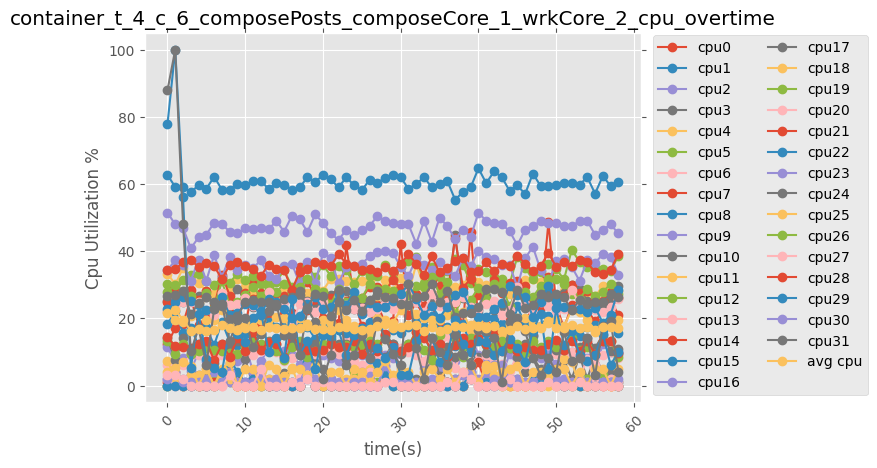 container_t_4_c_6_composePosts_composeCore_1_wrkCore_2_cpu_overtime
Cpu Utilization %
100
80
60
40
20
0
0
10
20
30
40
50
60
time(s)
cpu0
cpu1
cpu2
cpu3
cpu4
cpu5
cpu6
cpu7
cpu8
cpu9
cpu10
cpu11
cpu12
cpu13
cpu14
cpu15
cpu16
cpu17
cpu18
cpu19
cpu20
cpu21
cpu22
cpu23
cpu24
cpu25
cpu26
cpu27
cpu28
cpu29
cpu30
cpu31
avg cpu